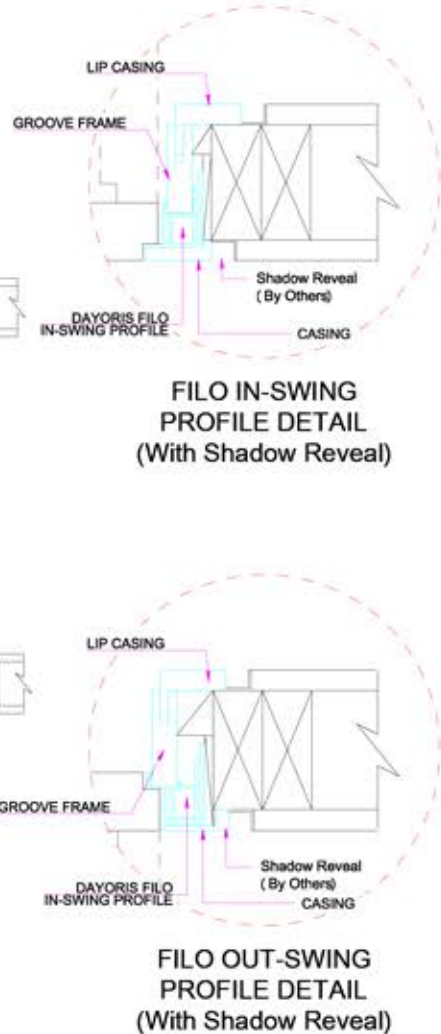 LIP CASING
GROOVE FRAME
Shadow Reveal
( By Others)
DAYORIS FILO
IN-SWING PROFILE
CASING
FILO IN-SWING
PROFILE DETAIL
(With Shadow Reveal)
LIP CASING
GROOVE FRAME
Shadow Reveal
( By Others)
DAYORIS FILO
IN-SWING PROFILE
CASING
FILO OUT-SWING
PROFILE DETAIL
(With Shadow Reveal)